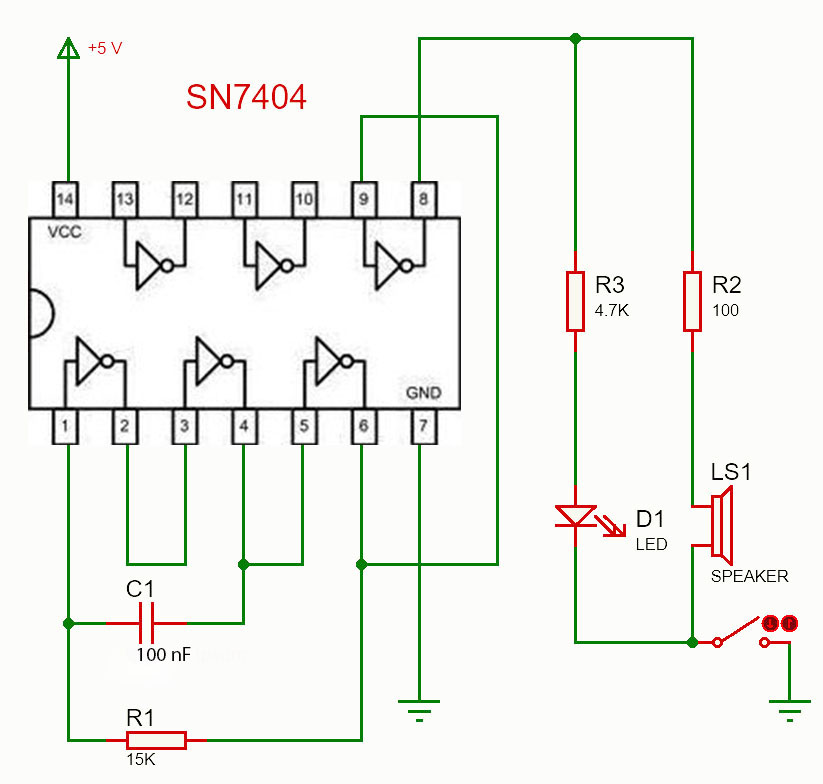 +5 V
SN7404
14 13 12 11 10 9 8
VCC
R3
4.7K
R2
100
GND
1 2 3 4 5 6 7
LS1
D1
LED
SPEAKER
C1
100 nF
R1
15K